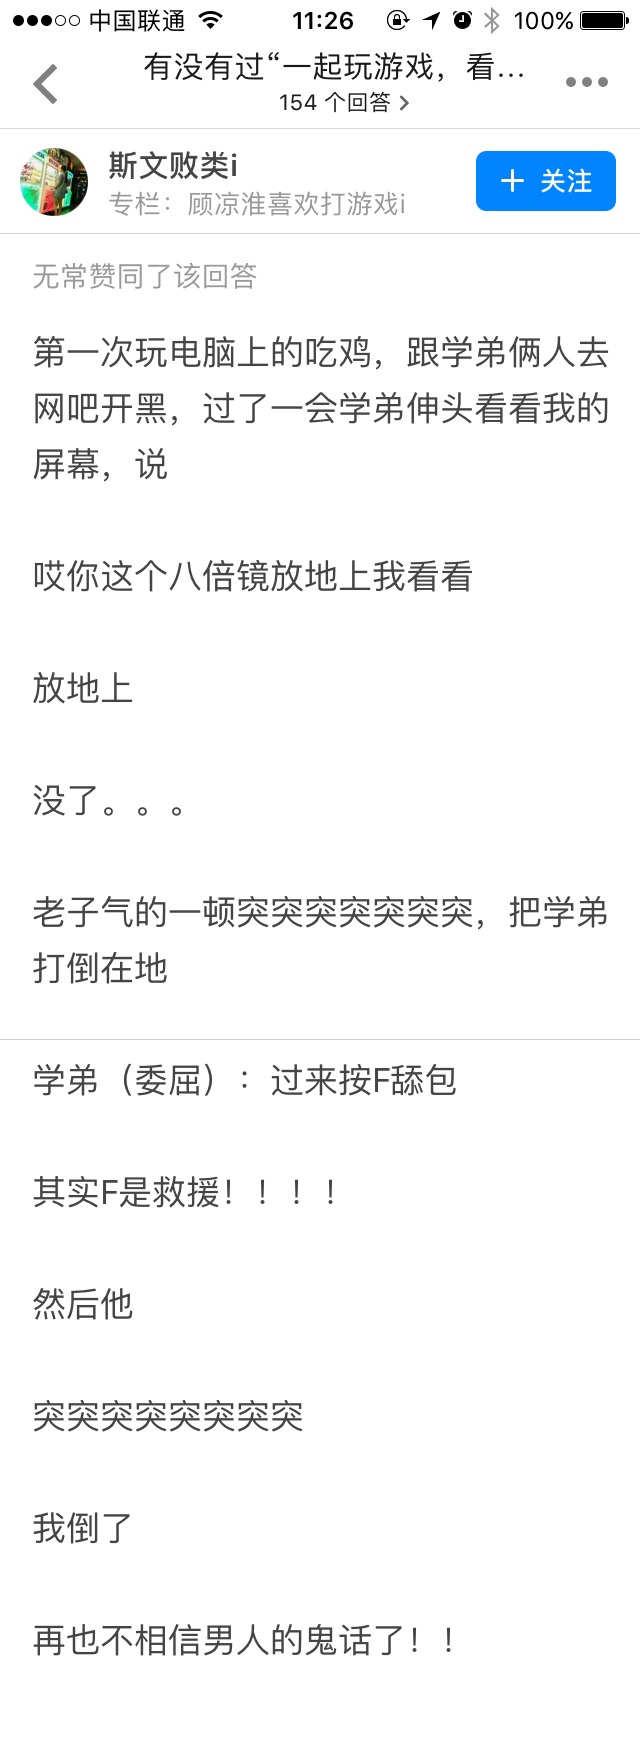 中国联通 11:26 100%
有没有过“一起玩游戏，看...
154 个回答
斯文败类i
专栏：顾凉淮喜欢打游戏i
+ 关注
无常赞同了该回答
第一次玩电脑上的吃鸡，跟学弟俩人去
网吧开黑，过了一会学弟伸头看看我的
屏幕，说
哎你这个八倍镜放地上我看看
放地上
没了。。。
老子气的一顿突突突突突突突，把学弟
打倒在地
学弟（委屈）：过来按F舔包
其实F是救援！！！！
然后他
突突突突突突突突
我倒了
再也不相信男人的鬼话了！！